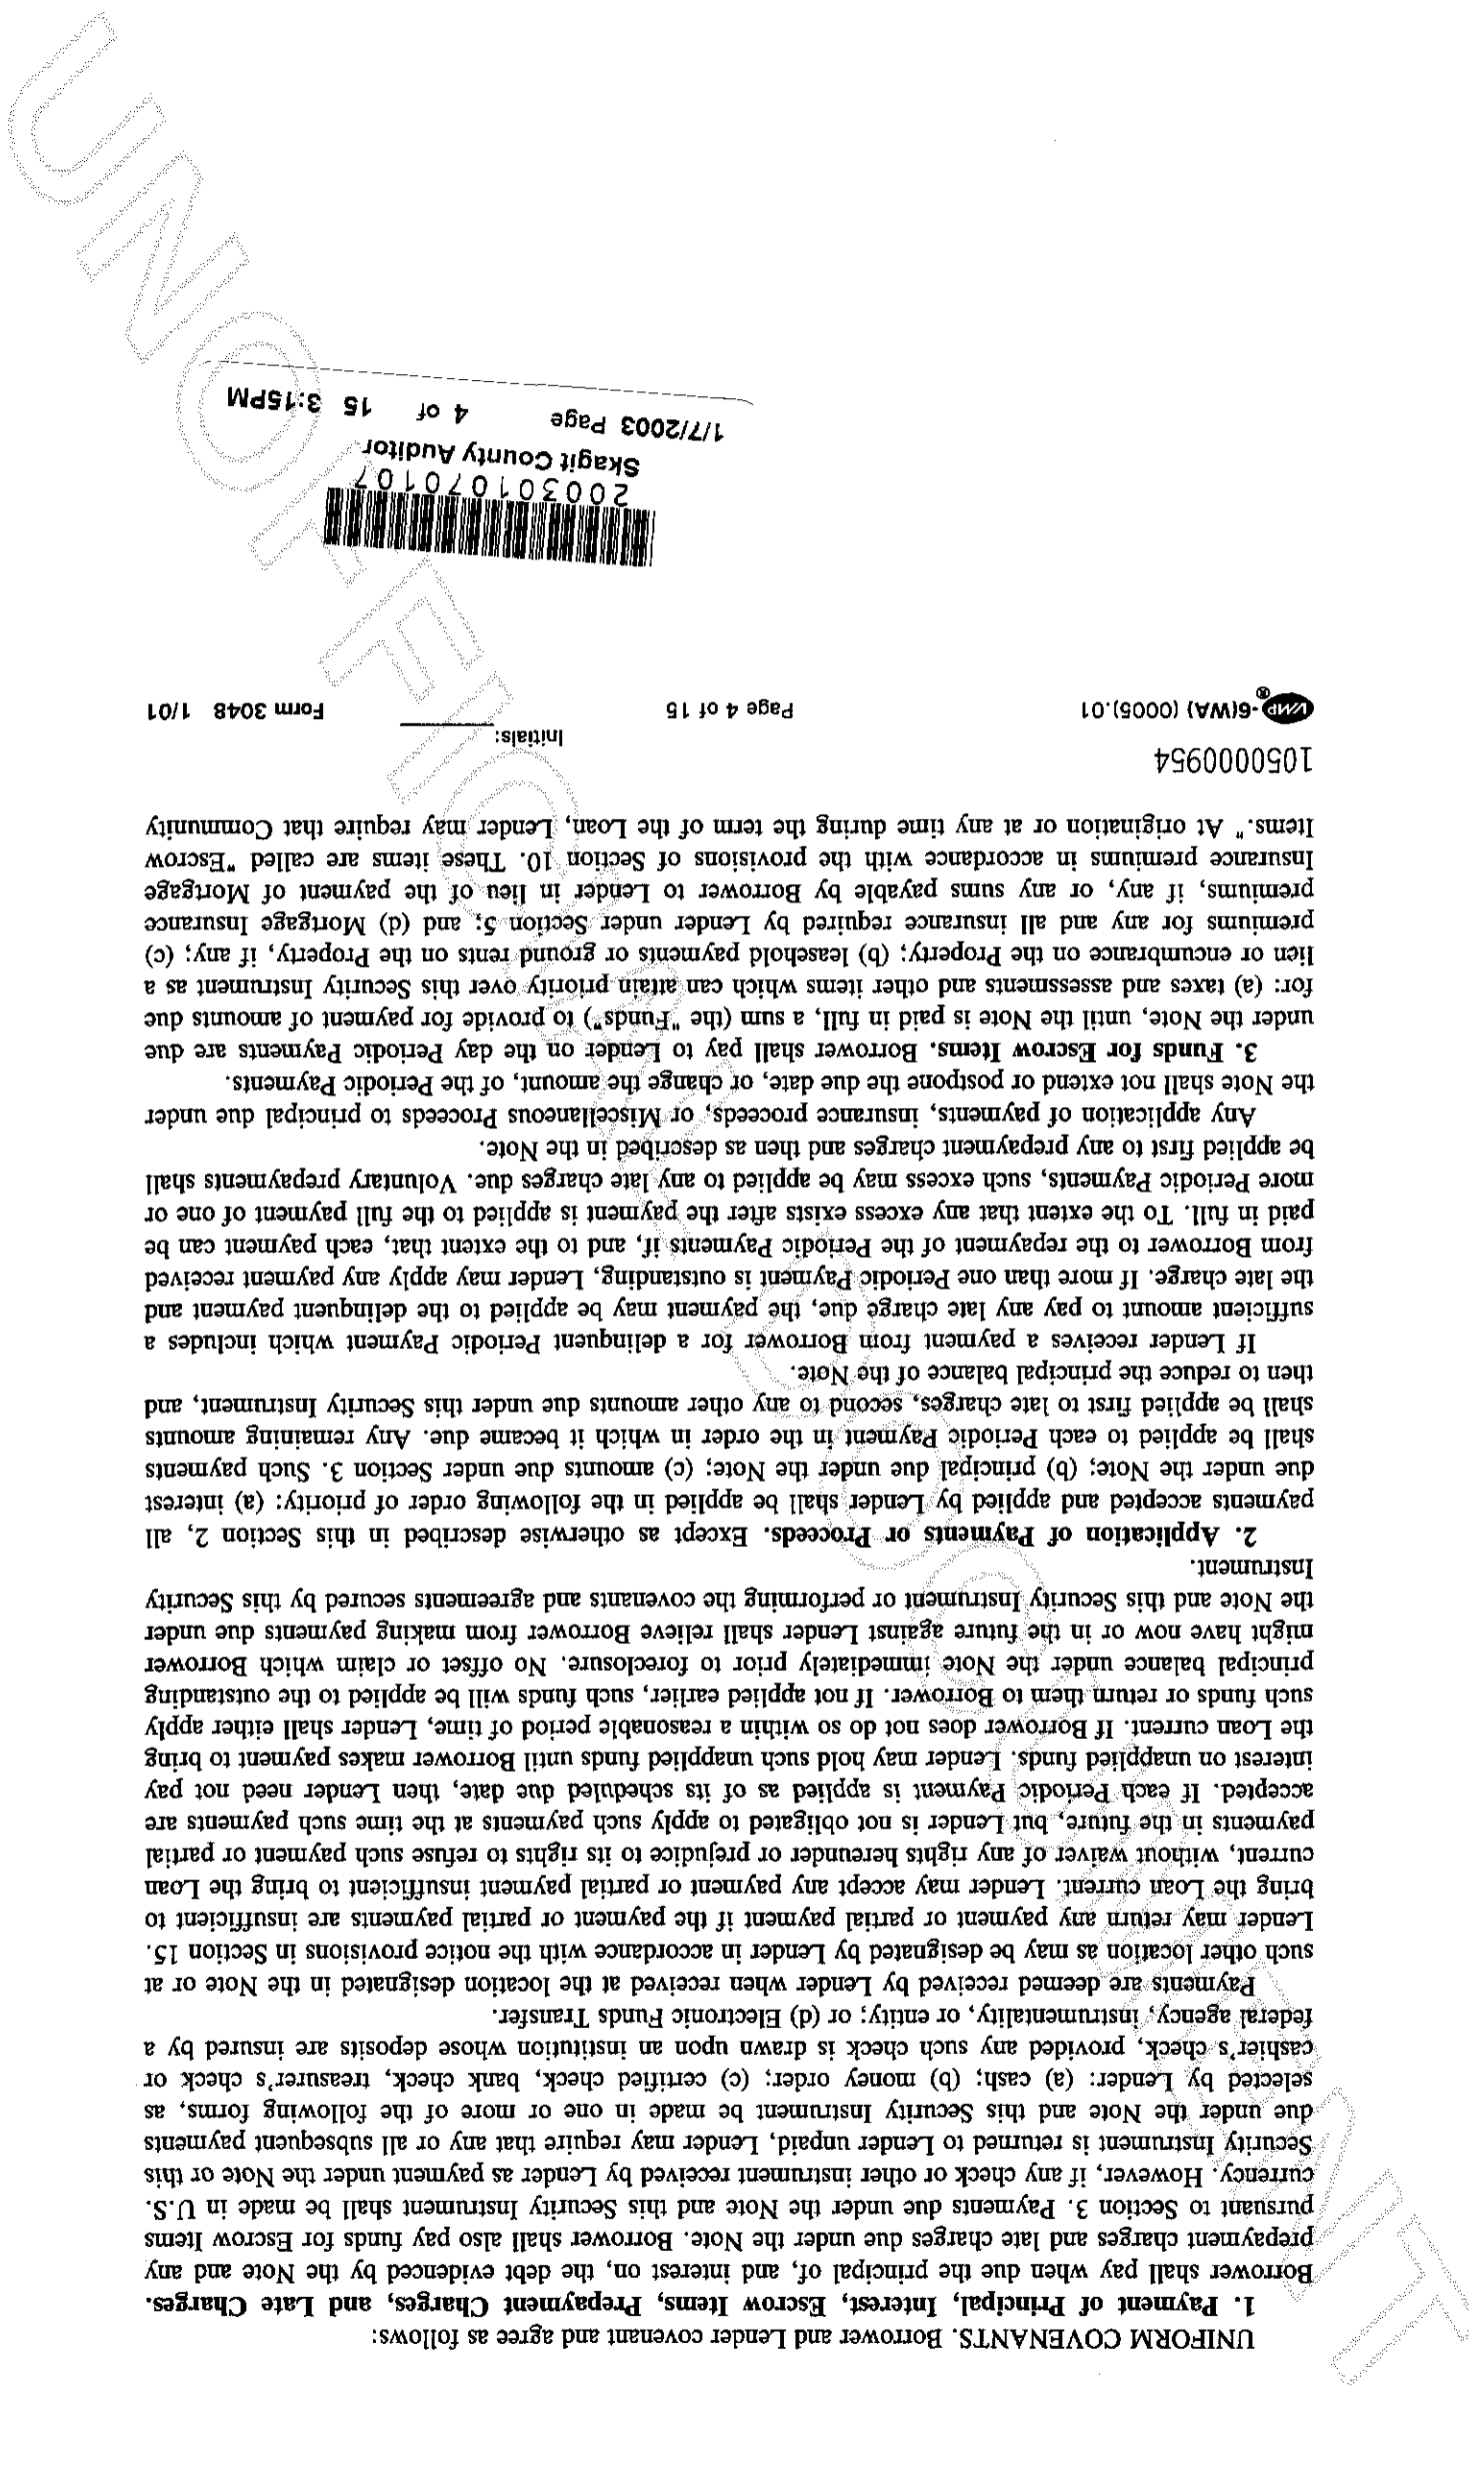 UNIFORM COVENANTS. Borrower and Lender covenant and agree as follows:
1. Payment of Principal, Interest, Escrow Items, Prepayment Charges, and Late Charges.
Borrower shall pay when due the principal of, and interest on, the debt evidenced by the Note and any
prepayment charges and late charges due under the Note. Borrower shall also pay funds for Escrow Items
pursuant to Section 3. Payments due under the Note and this Security Instrument shall be made in U.S.
currency. However, if any check or other instrument received by Lender as payment under the Note or this
Security Instrument is returned to Lender unpaid, Lender may require that any or all subsequent payments
due under the Note and this Security Instrument be made in one or more of the following forms, as
selected by Lender: (a) cash; (b) money order; (c) certified check, bank check, treasurer's check or
cashier's check, provided any such check is drawn upon an institution whose deposits are insured by a
federal agency, instrumentality, or entity; or (d) Electronic Funds Transfer.
Payments are deemed received by Lender when received at the location designated in the Note or at
such other location as may be designated by Lender in accordance with the notice provisions in Section 15.
Lender may return any payment or partial payment if the payment or partial payments are insufficient to
bring the Loan current. Lender may accept any payment or partial payment insufficient to bring the Loan
current, without waiver of any rights hereunder or prejudice to its rights to refuse such payment or partial
payments in the future, but Lender is not obligated to apply such payments at the time such payments are
accepted. If each Periodic Payment is applied as of its scheduled due date, then Lender need not pay
interest on unapplied funds. Lender may hold such unapplied funds until Borrower makes payment to bring
the Loan current. If Borrower does not do so within a reasonable period of time, Lender shall either apply
such funds or return them to Borrower. If not applied earlier, such funds will be applied to the outstanding
principal balance under the Note immediately prior to foreclosure. No offset or claim which Borrower
might have now or in the future against Lender shall relieve Borrower from making payments due under
the Note and this Security Instrument or performing the covenants and agreements secured by this Security
Instrument.
2. Application of Payments or Proceeds. Except as otherwise described in this Section 2, all
payments accepted and applied by Lender shall be applied in the following order of priority: (a) interest
due under the Note; (b) principal due under the Note; (c) amounts due under Section 3. Such payments
shall be applied to each Periodic Payment in the order in which it became due. Any remaining amounts
shall be applied first to late charges, second to any other amounts due under this Security Instrument, and
then to reduce the principal balance of the Note.
If Lender receives a payment from Borrower for a delinquent Periodic Payment which includes a
sufficient amount to pay any late charge due, the payment may be applied to the delinquent payment and
the late charge. If more than one Periodic Payment is outstanding, Lender may apply any payment received
from Borrower to the repayment of the Periodic Payments if, and to the extent that, each payment can be
paid in full. To the extent that any excess exists after the payment is applied to the full payment of one or
more Periodic Payments, such excess may be applied to any late charges due. Voluntary prepayments shall
be applied first to any prepayment charges and then as described in the Note.
Any application of payments, insurance proceeds, or Miscellaneous Proceeds to principal due under
the Note shall not extend or postpone the due date, or change the amount, of the Periodic Payments.
3. Funds for Escrow Items. Borrower shall pay to Lender on the day Periodic Payments are due
under the Note, until the Note is paid in full, a sum (the "Funds") to provide for payment of amounts due
for: (a) taxes and assessments and other items which can attain priority over this Security Instrument as a
lien or encumbrance on the Property; (b) leasehold payments or ground rents on the Property, if any; (c)
premiums for any and all insurance required by Lender under Section 5; and (d) Mortgage Insurance
premiums, if any, or any sums payable by Borrower to Lender in lieu of the payment of Mortgage
Insurance premiums in accordance with the provisions of Section 10. These items are called "Escrow
Items." At origination or at any time during the term of the Loan, Lender may require that Community
1050000954
Initials:
VMP®-6(WA) (0005).01 Page 4 of 15 Form 3048 1/01
200301070107
Skagit County Auditor
1/7/2003 Page 4 of 15 3:15PM
UNOFFICIAL DOCUMENT